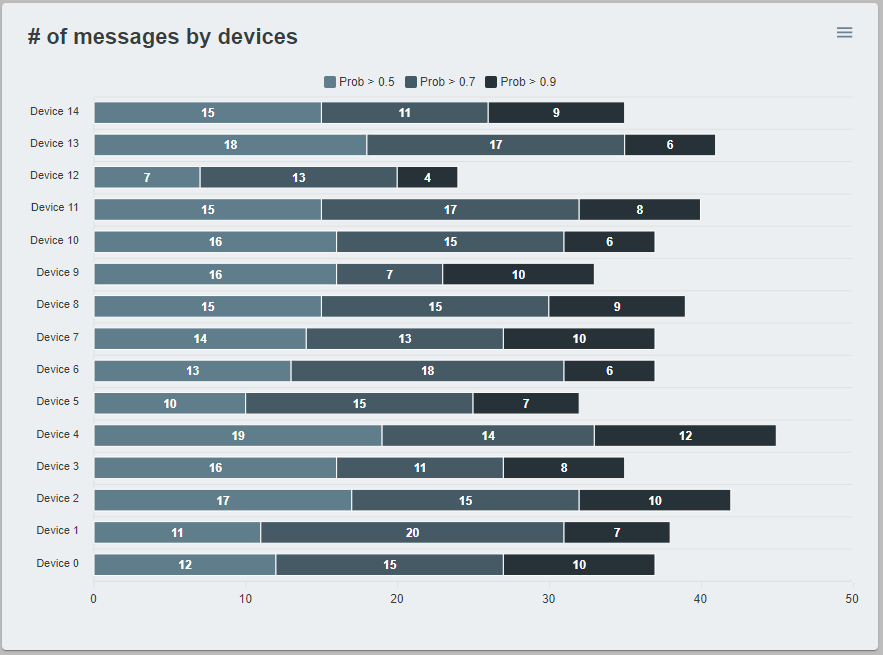 # of messages by devices
Prob > 0.5 Prob > 0.7 Prob > 0.9
Device 14 15 11 9
Device 13 18 17 6
Device 12 7 13 4
Device 11 15 17 8
Device 10 16 15 6
Device 9 16 7 10
Device 8 15 15 9
Device 7 14 13 10
Device 6 13 18 6
Device 5 10 15 7
Device 4 19 14 12
Device 3 16 11 8
Device 2 17 15 10
Device 1 11 20 7
Device 0 12 15 10
0 10 20 30 40 50